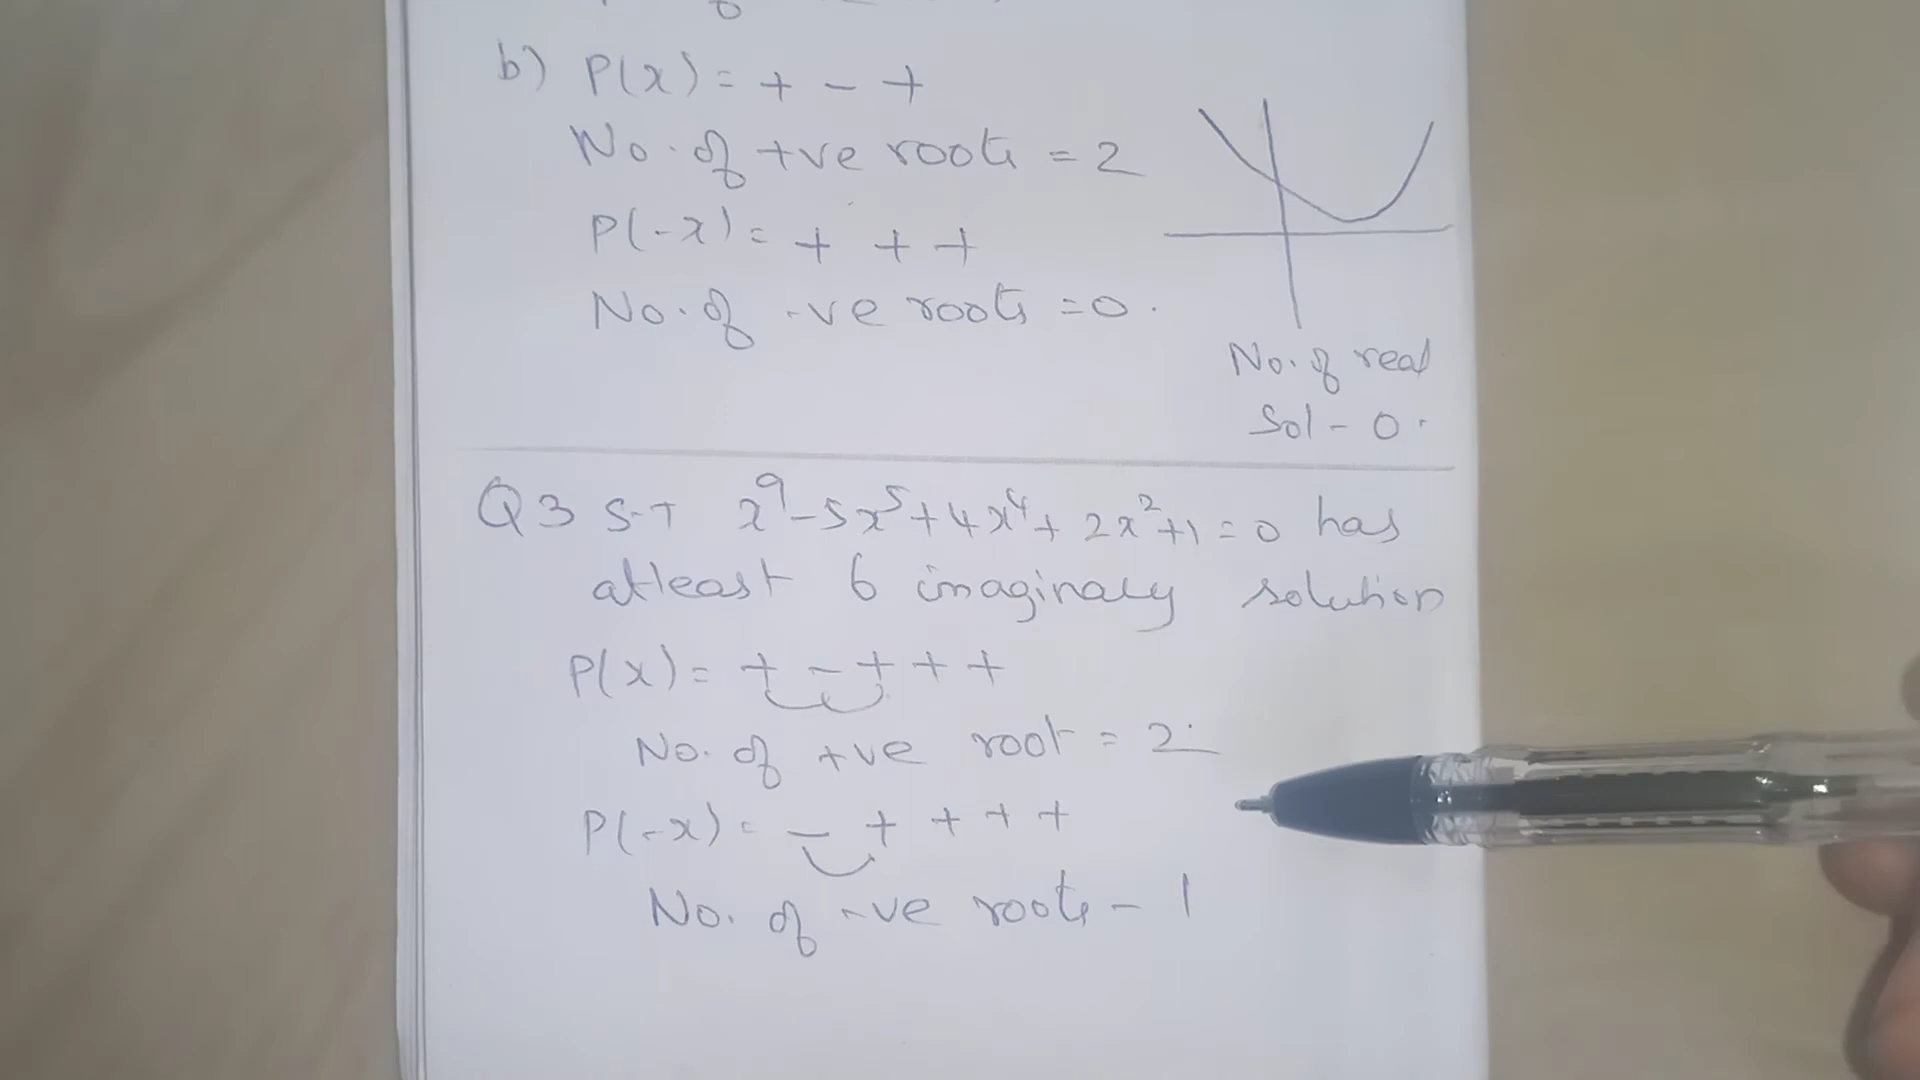 b) P(x) = + - +
No. of +ve roots = 2
P(-x) = + + +
No. of -ve roots = 0.
No. of real
Sol - 0.
Q3 S.T x⁹-5x⁵+4x⁴+2x²+1=0 has
atleast 6 imaginary solution
P(x) = + - + + +
No. of +ve root = 2
P(-x) = - + + + +
No. of -ve roots - 1